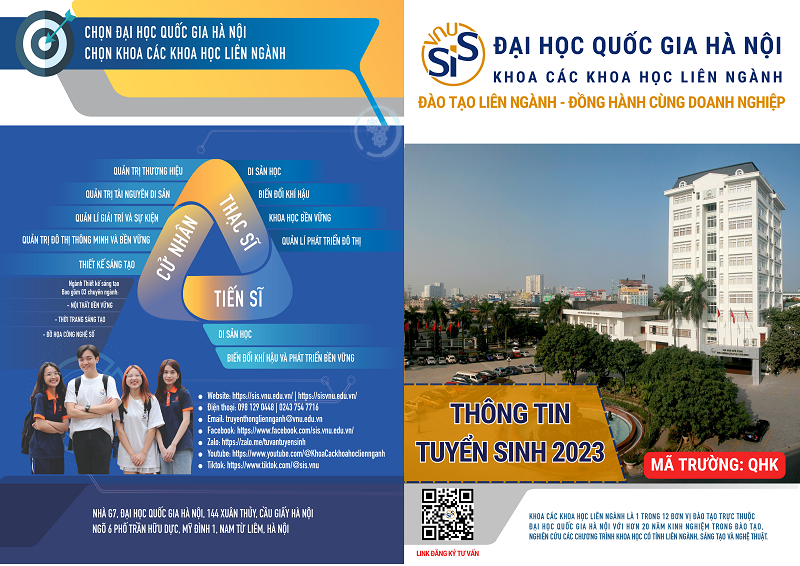 CHỌN ĐẠI HỌC QUỐC GIA HÀ NỘI
CHỌN KHOA CÁC KHOA HỌC LIÊN NGÀNH
QUẢN TRỊ THƯƠNG HIỆU
QUẢN TRỊ TÀI NGUYÊN DI SẢN
QUẢN LÍ GIẢI TRÍ VÀ SỰ KIỆN
QUẢN TRỊ ĐÔ THỊ THÔNG MINH VÀ BỀN VỮNG
THIẾT KẾ SÁNG TẠO
Ngành Thiết kế sáng tạo
Bao gồm 03 chuyên ngành:
- NỘI THẤT BỀN VỮNG
- THỜI TRANG SÁNG TẠO
- ĐỒ HỌA CÔNG NGHỆ SỐ
CỬ NHÂN
THẠC SĨ
TIẾN SĨ
DI SẢN HỌC
BIẾN ĐỔI KHÍ HẬU
KHOA HỌC BỀN VỮNG
QUẢN LÍ PHÁT TRIỂN ĐÔ THỊ
DI SẢN HỌC
BIẾN ĐỔI KHÍ HẬU VÀ PHÁT TRIỂN BỀN VỮNG
● Website: https://sis.vnu.edu.vn/ | https://sisvnu.edu.vn/
● Điện thoại: 098 129 0448 | 0243 754 7716
● Email: truyenthongliennganh@vnu.edu.vn
● Facebook: https://www.facebook.com/sis.vnu.edu.vn/
● Zalo: https://zalo.me/tuvantuyensinh
● Youtube: https://www.youtube.com/@KhoaCackhoahocliennganh
● Tiktok: https://www.tiktok.com/@sis.vnu
NHÀ G7, ĐẠI HỌC QUỐC GIA HÀ NỘI, 144 XUÂN THỦY, CẦU GIẤY HÀ NỘI
NGÕ 6 PHỐ TRẦN HỮU DỰC, MỸ ĐÌNH 1, NAM TỪ LIÊM, HÀ NỘI
VNU
SIS
ĐẠI HỌC QUỐC GIA HÀ NỘI
KHOA CÁC KHOA HỌC LIÊN NGÀNH
ĐÀO TẠO LIÊN NGÀNH - ĐỒNG HÀNH CÙNG DOANH NGHIỆP
THÔNG TIN
TUYỂN SINH 2023
MÃ TRƯỜNG: QHK
SIS
LINK ĐĂNG KÝ TƯ VẤN
KHOA CÁC KHOA HỌC LIÊN NGÀNH LÀ 1 TRONG 12 ĐƠN VỊ ĐÀO TẠO TRỰC THUỘC
ĐẠI HỌC QUỐC GIA HÀ NỘI VỚI HƠN 20 NĂM KINH NGHIỆM TRONG ĐÀO TẠO,
NGHIÊN CỨU CÁC CHƯƠNG TRÌNH KHOA HỌC CÓ TÍNH LIÊN NGÀNH, SÁNG TẠO VÀ NGHỆ THUẬT.